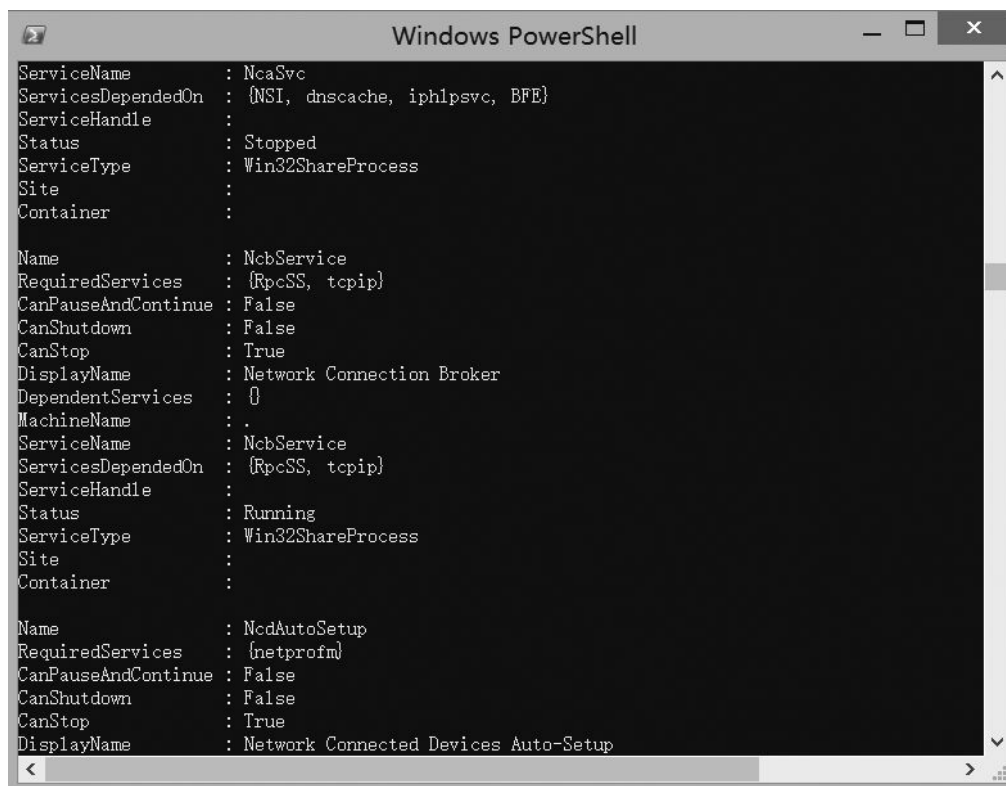 Windows PowerShell
ServiceName : NcaSvc
ServicesDependedOn : {NSI, dnscache, iphlpsvc, BFE}
ServiceHandle :
Status : Stopped
ServiceType : Win32ShareProcess
Site :
Container :
Name : NcbService
RequiredServices : {RpcSS, tcpip}
CanPauseAndContinue : False
CanShutdown : False
CanStop : True
DisplayName : Network Connection Broker
DependentServices : {}
MachineName : .
ServiceName : NcbService
ServicesDependedOn : {RpcSS, tcpip}
ServiceHandle :
Status : Running
ServiceType : Win32ShareProcess
Site :
Container :
Name : NcdAutoSetup
RequiredServices : {netprofm}
CanPauseAndContinue : False
CanShutdown : False
CanStop : True
DisplayName : Network Connected Devices Auto-Setup